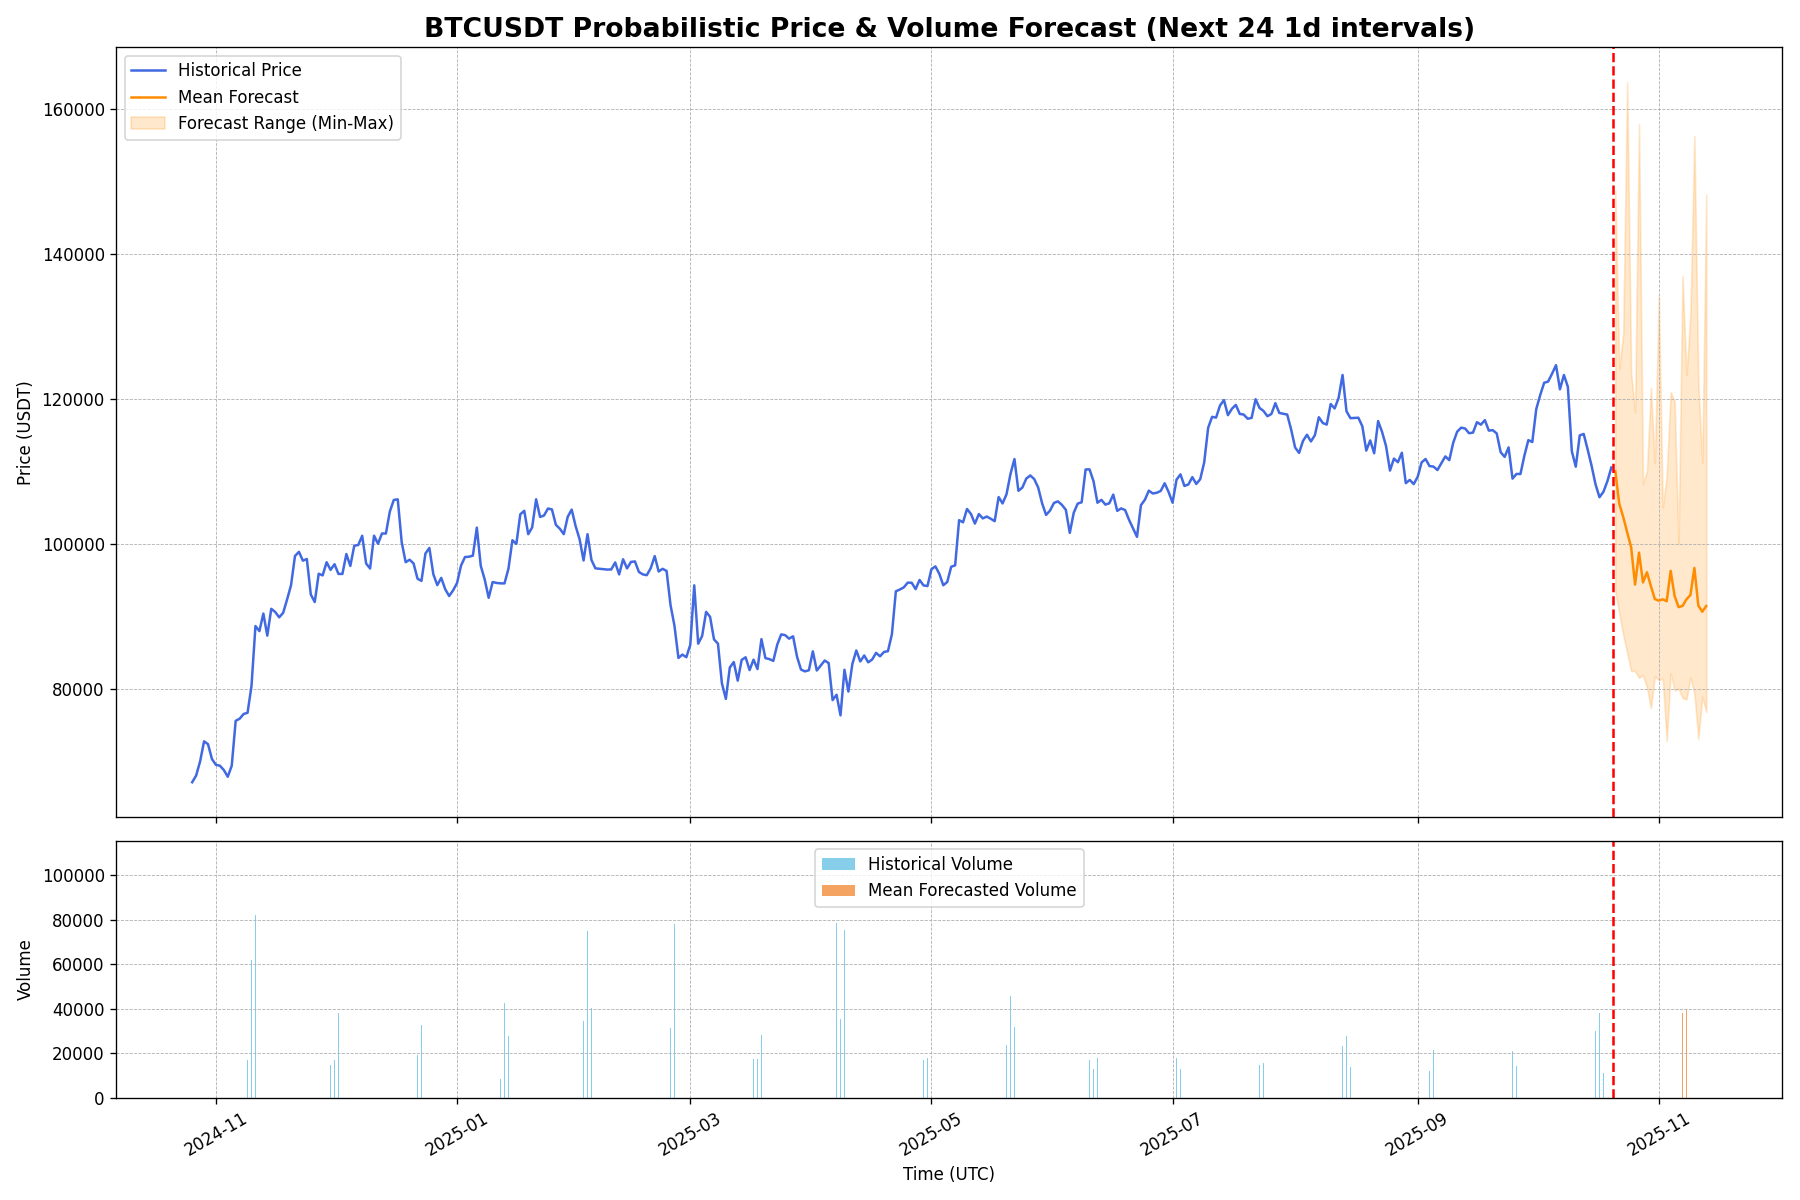 BTCUSDT Probabilistic Price & Volume Forecast (Next 24 1d intervals)
Historical Price
Mean Forecast
Forecast Range (Min-Max)
Price (USDT)
160000
140000
120000
100000
80000
Historical Volume
Mean Forecasted Volume
Volume
100000
80000
60000
40000
20000
0
2024-11
2025-01
2025-03
2025-05
2025-07
2025-09
2025-11
Time (UTC)